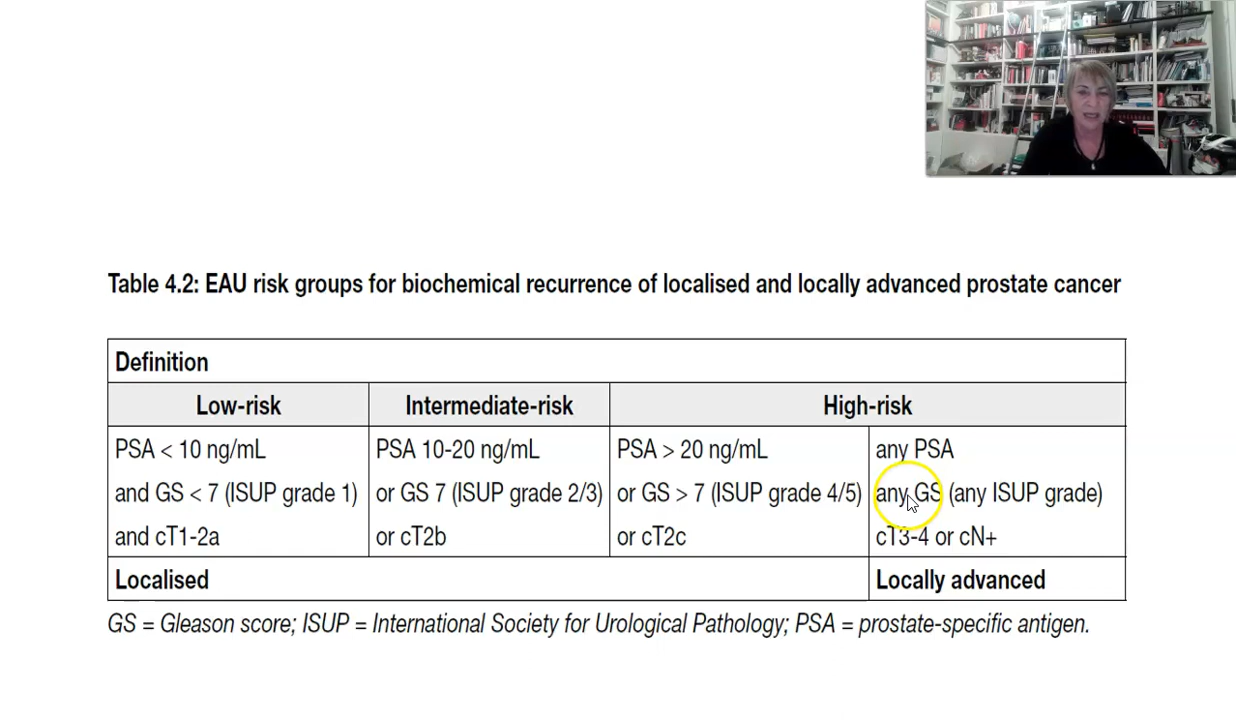 Table 4.2: EAU risk groups for biochemical recurrence of localised and locally advanced prostate cancer
Definition
Low-risk Intermediate-risk High-risk
PSA < 10 ng/mL PSA 10-20 ng/mL PSA > 20 ng/mL any PSA
and GS < 7 (ISUP grade 1) or GS 7 (ISUP grade 2/3) or GS > 7 (ISUP grade 4/5) any GS (any ISUP grade)
and cT1-2a or cT2b or cT2c cT3-4 or cN+
Localised Locally advanced
GS = Gleason score; ISUP = International Society for Urological Pathology; PSA = prostate-specific antigen.